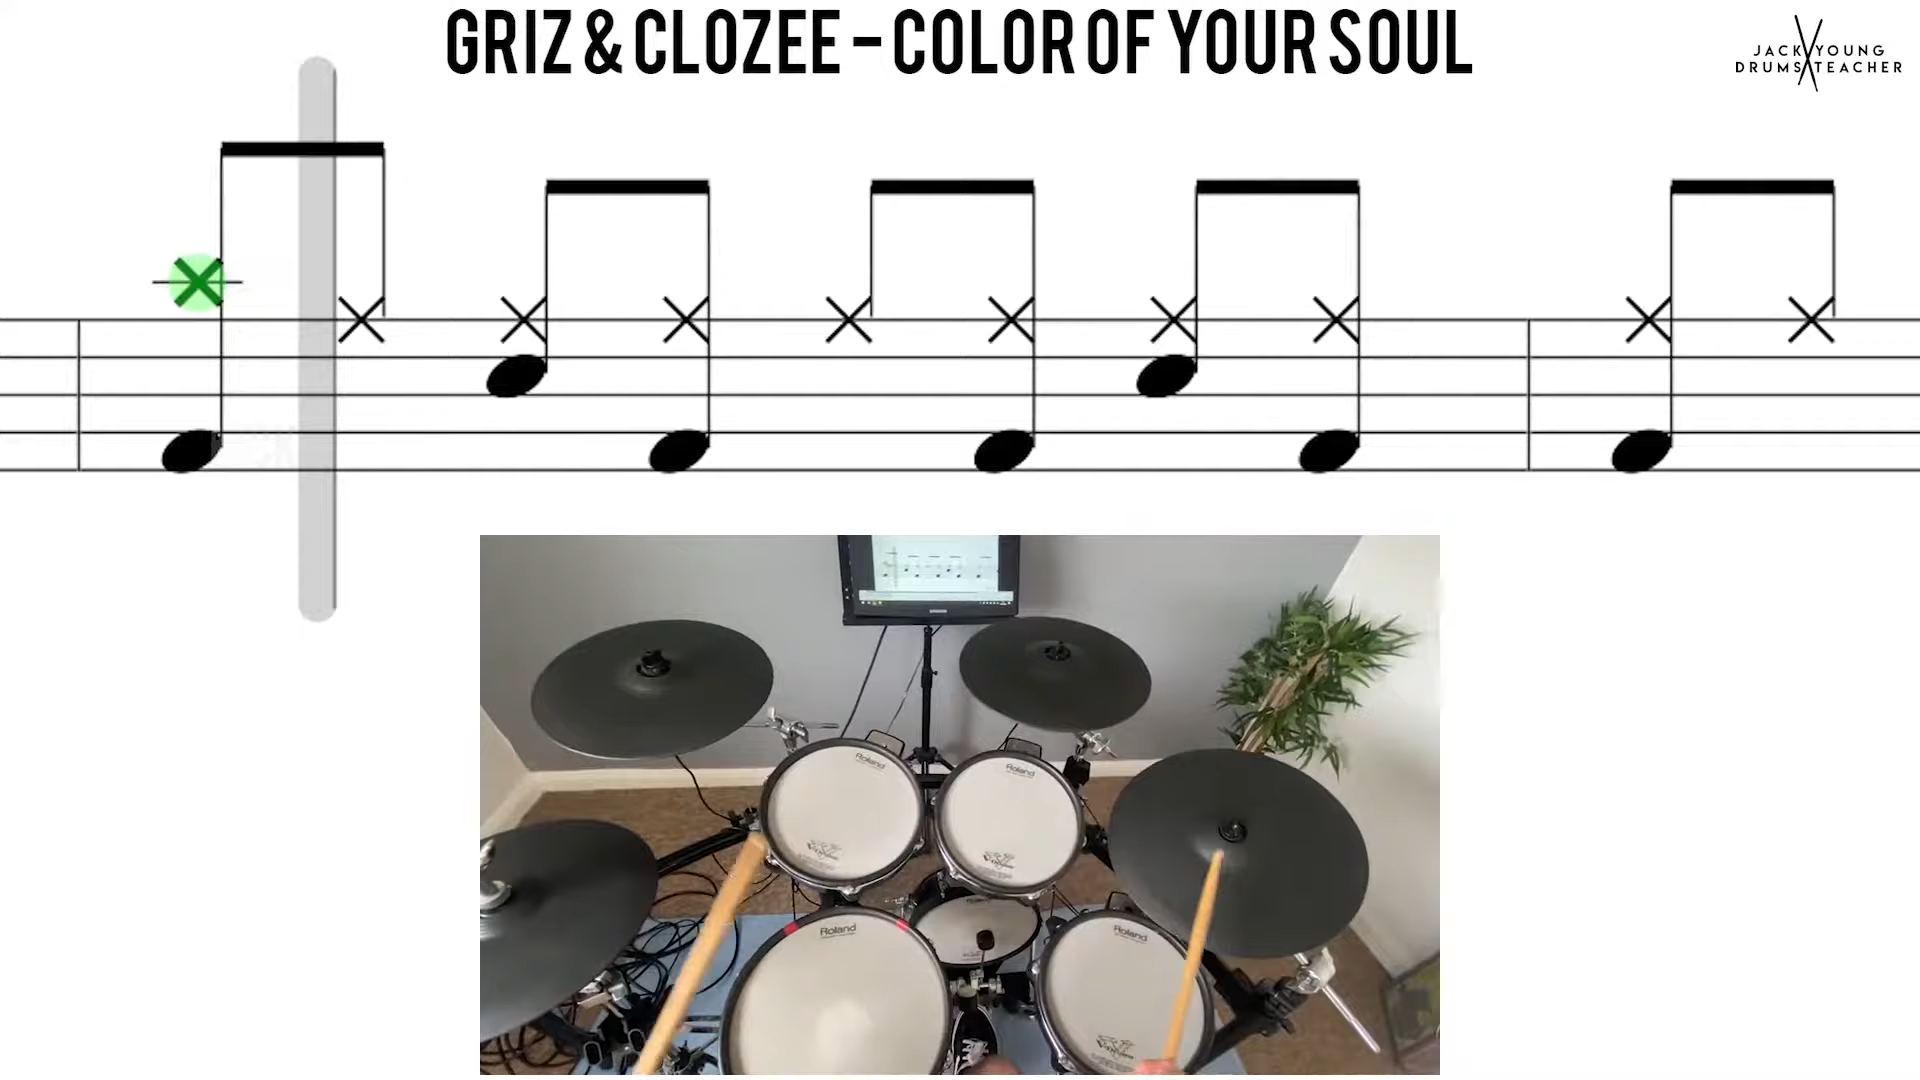 GRIZ & CLOZEE - COLOR OF YOUR SOUL
JACK YOUNG
DRUMS TEACHER
Roland
Roland
Roland
Roland